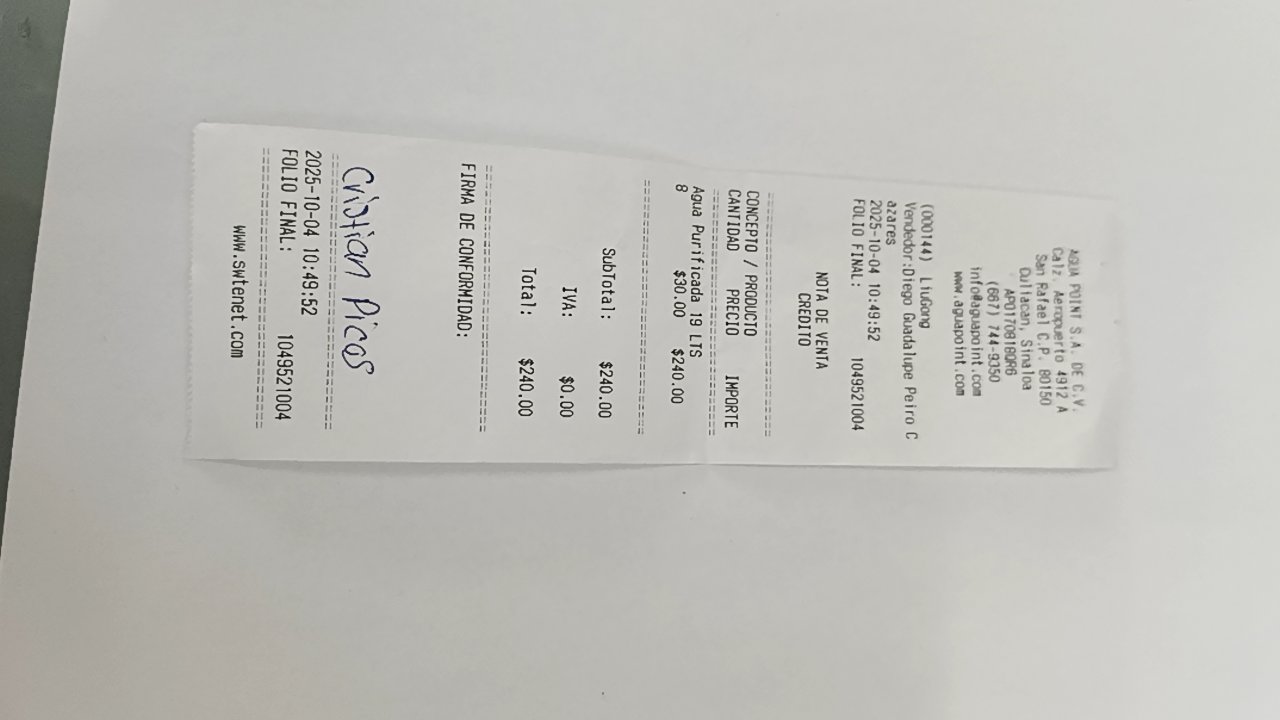 AGUA POINT S.A. DE C.V.
Calz. Aeropuerto 4912 A
San Rafael C.P. 80150
Culiacan, Sinaloa
APO170818QR6
(667) 744-9350
info@aguapoint.com
www.aguapoint.com
(000144) LiuGong
Vendedor:Diego Guadalupe Peiro C
azares
2025-10-04 10:49:52
FOLIO FINAL: 1049521004
NOTA DE VENTA
CREDITO
CONCEPTO / PRODUCTO
CANTIDAD PRECIO IMPORTE
Agua Purificada 19 LTS
8 $30.00 $240.00
SubTotal: $240.00
IVA: $0.00
Total: $240.00
FIRMA DE CONFORMIDAD:
Cristian Picos
2025-10-04 10:49:52
FOLIO FINAL: 1049521004
www.swtenet.com